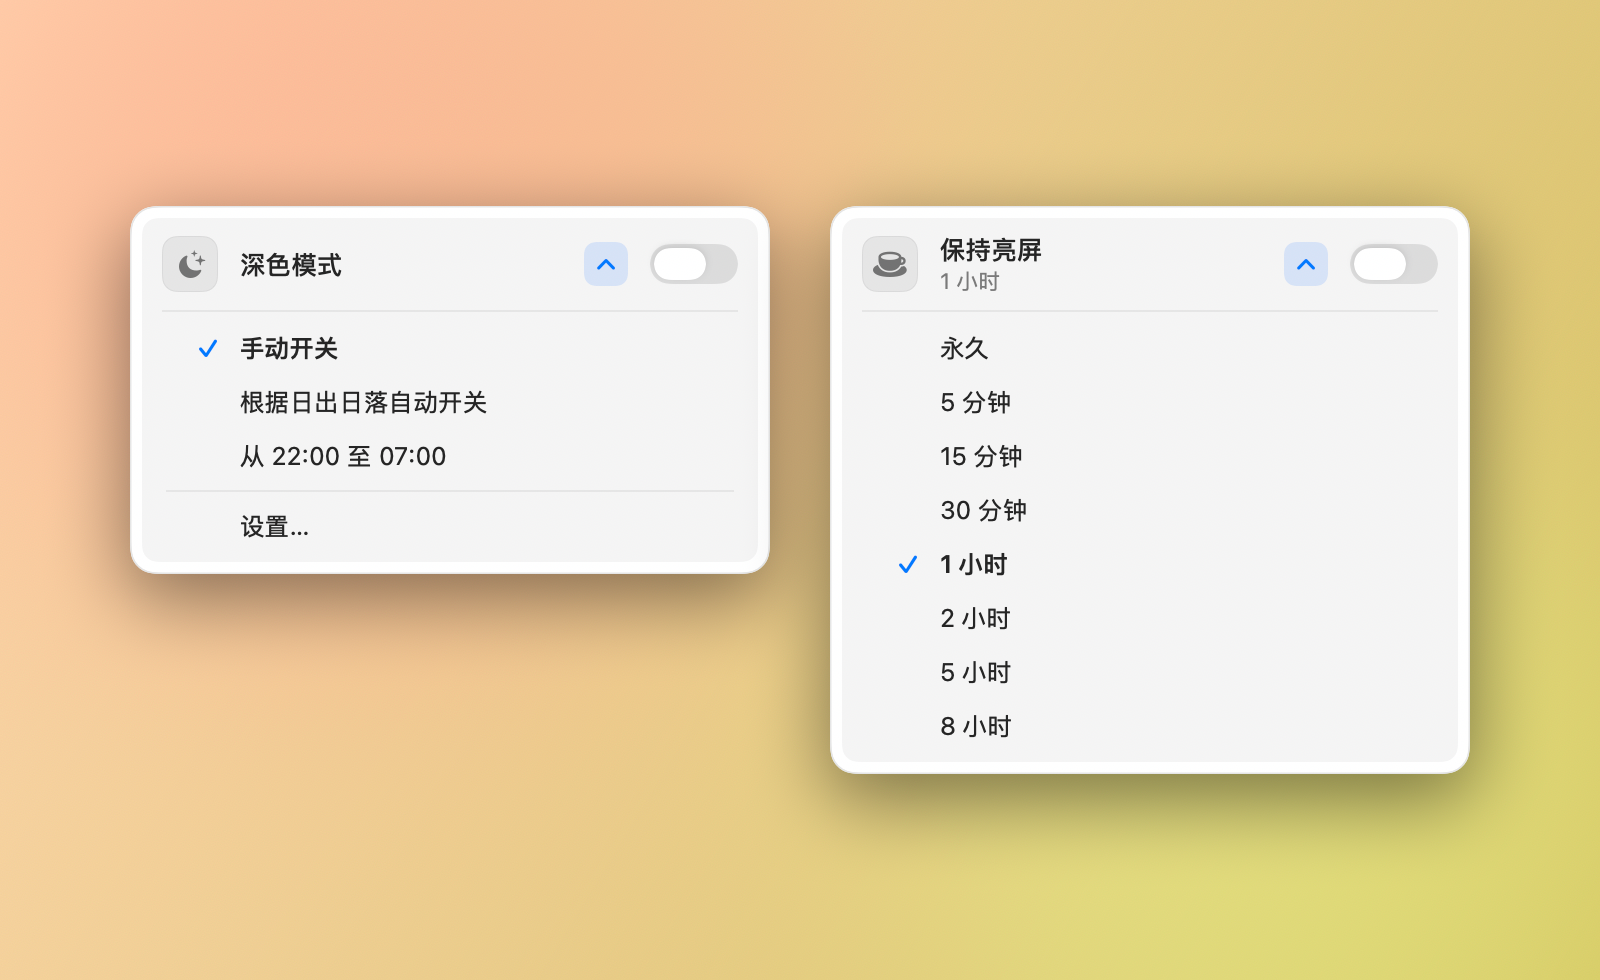 深色模式
手动开关
根据日出日落自动开关
从 22:00 至 07:00
设置...
保持亮屏
1 小时
永久
5 分钟
15 分钟
30 分钟
1 小时
2 小时
5 小时
8 小时